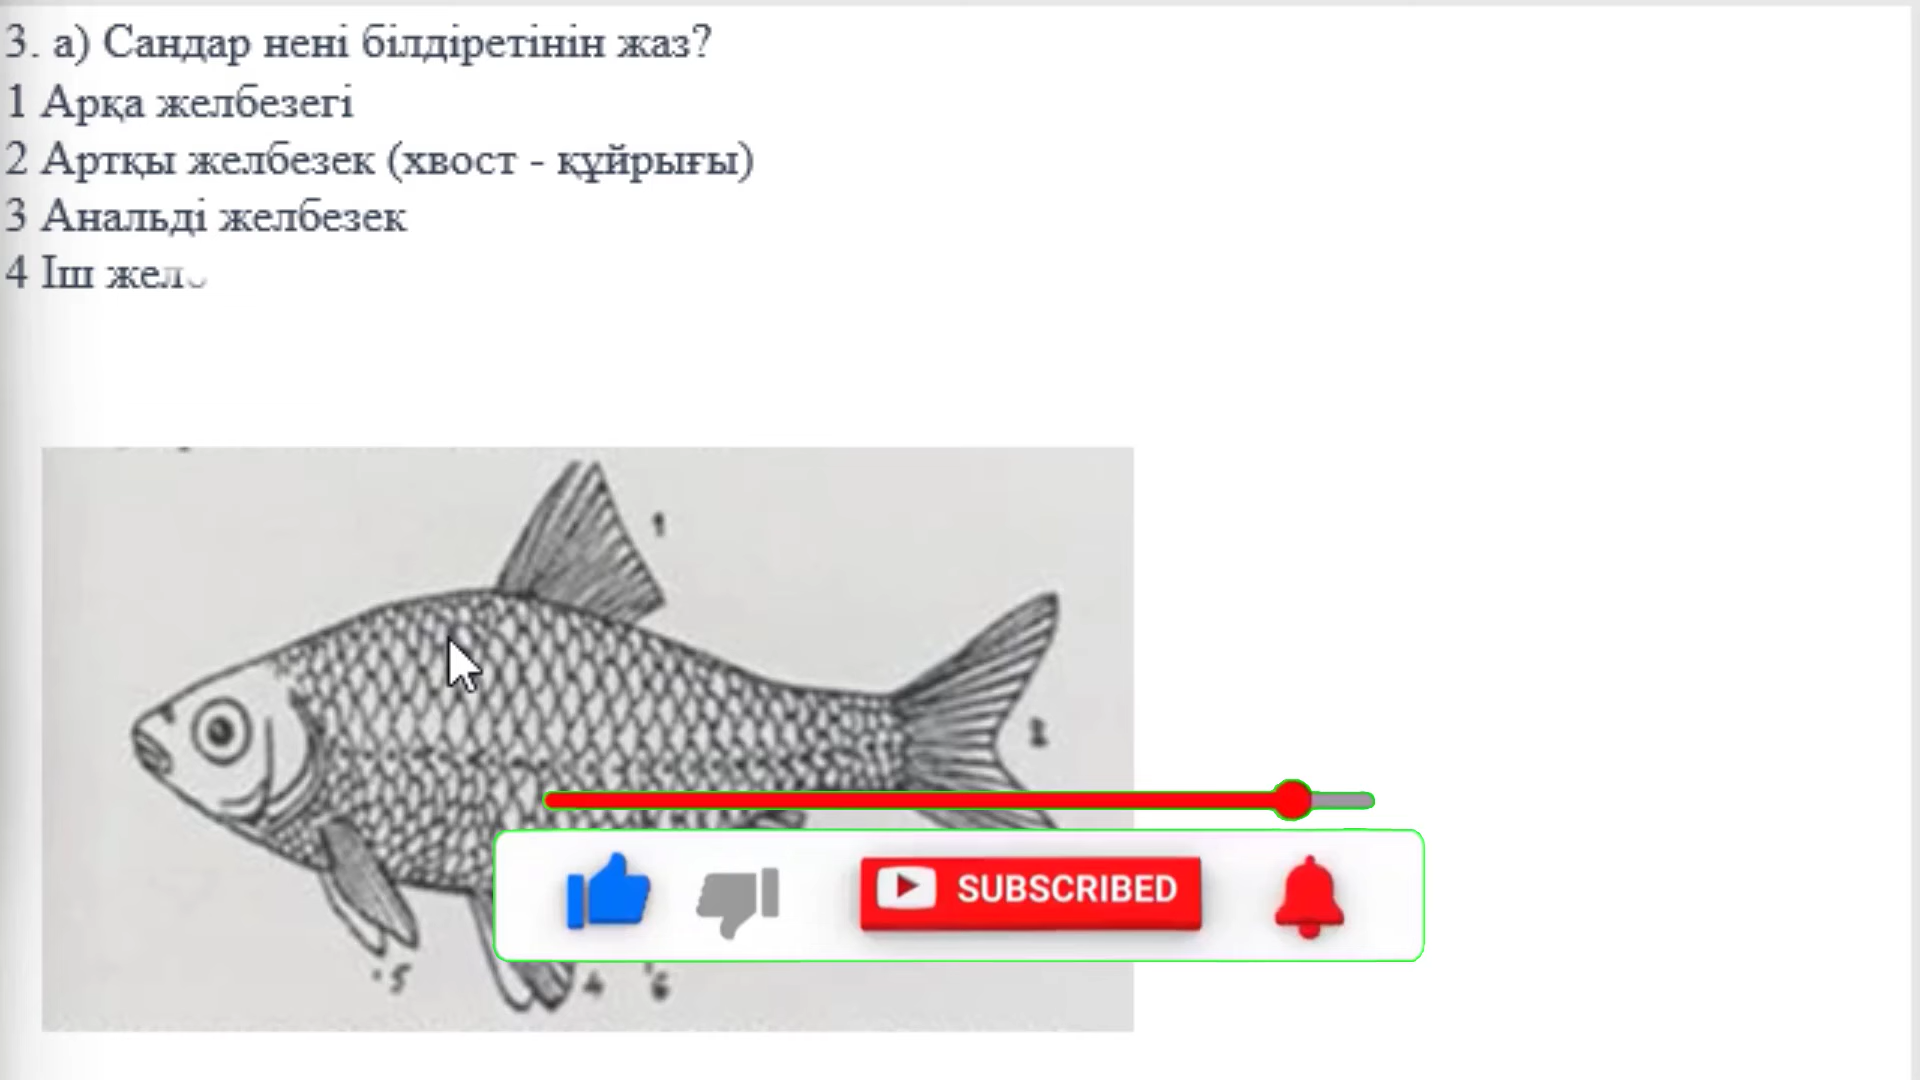 3. а) Сандар нені білдіретінін жаз?
1 Арқа желбезегі
2 Артқы желбезек (хвост - құйрығы)
3 Анальді желбезек
4 Іш жел
1
2
SUBSCRIBED
5 4 6